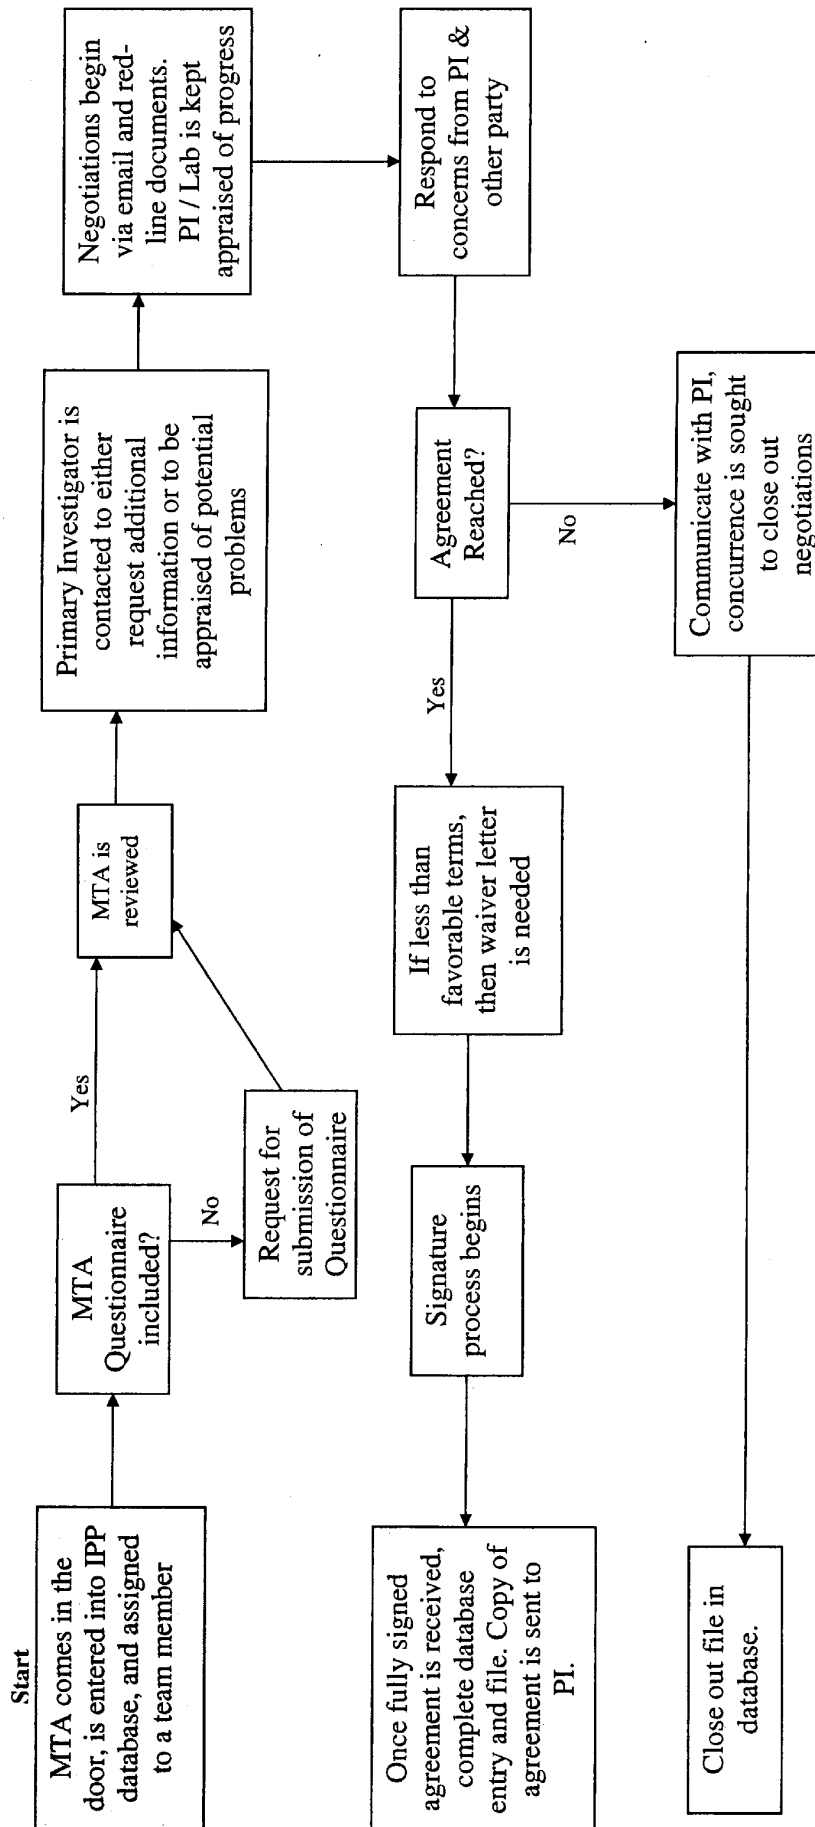 Start
MTA comes in the
door, is entered into IPP
database, and assigned
to a team member
MTA
Questionnaire
included?
Yes
No
Request for
submission of
Questionnaire
MTA is
reviewed
Primary Investigator is
contacted to either
request additional
information or to be
appraised of potential
problems
Negotiations begin
via email and red-
line documents.
PI / Lab is kept
appraised of progress
Respond to
concerns from PI &
other party
Agreement
Reached?
Yes
No
If less than
favorable terms,
then waiver letter
is needed
Signature
process begins
Once fully signed
agreement is received,
complete database
entry and file. Copy of
agreement is sent to
PI.
Communicate with PI,
concurrence is sought
to close out
negotiations
Close out file in
database.